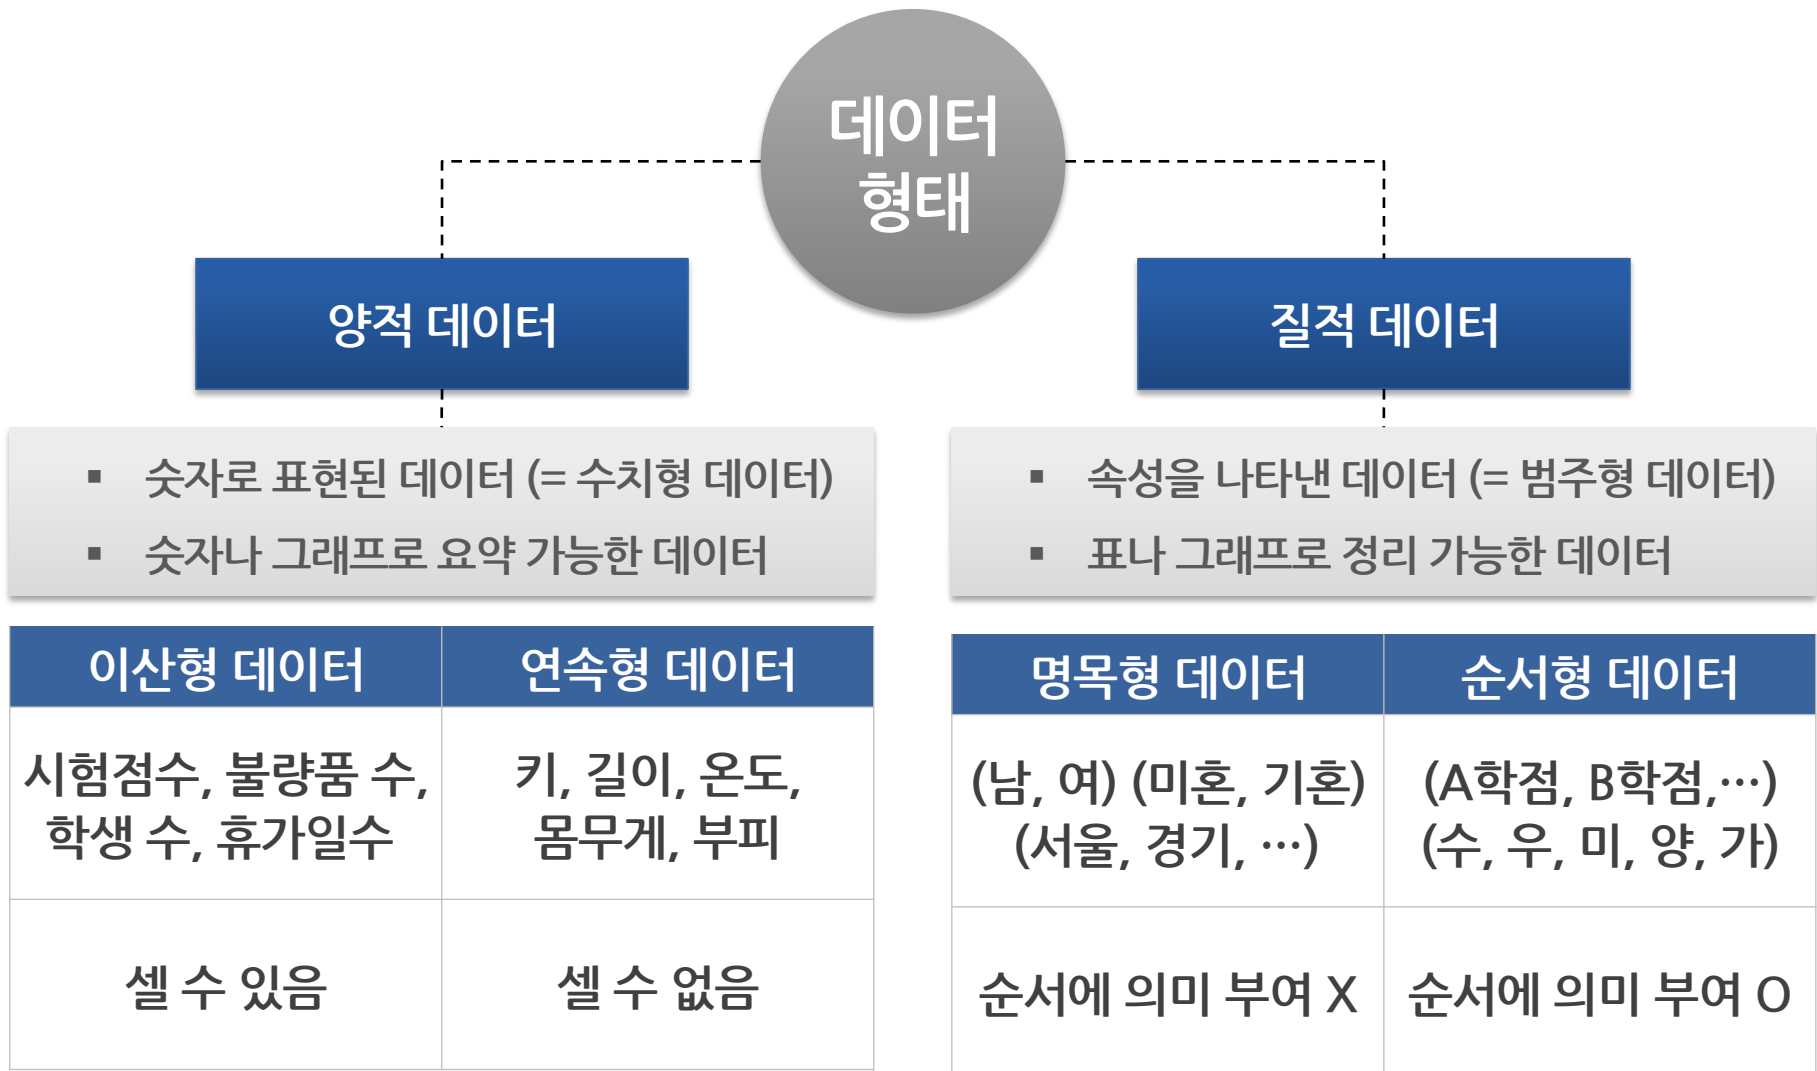 데이터
형태
양적 데이터
▪ 숫자로 표현된 데이터 (= 수치형 데이터)
▪ 숫자나 그래프로 요약 가능한 데이터
이산형 데이터
연속형 데이터
시험점수, 불량품 수,
학생 수, 휴가일수
키, 길이, 온도,
몸무게, 부피
셀 수 있음
셀 수 없음
질적 데이터
▪ 속성을 나타낸 데이터 (= 범주형 데이터)
▪ 표나 그래프로 정리 가능한 데이터
명목형 데이터
순서형 데이터
(남, 여) (미혼, 기혼)
(서울, 경기, …)
(A학점, B학점,…)
(수, 우, 미, 양, 가)
순서에 의미 부여 X
순서에 의미 부여 O